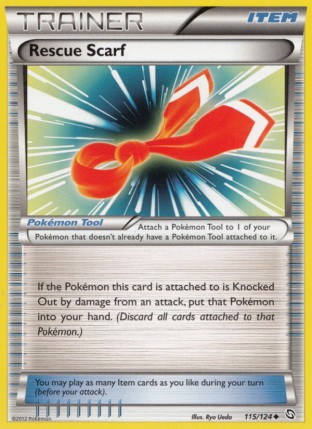 TRAINER
ITEM
Rescue Scarf
Pokémon Tool
Attach a Pokémon Tool to 1 of your
Pokémon that doesn't already have a Pokémon Tool attached to it.
If the Pokémon this card is attached to is Knocked
Out by damage from an attack, put that Pokémon
into your hand. (Discard all cards attached to that
Pokémon.)
You may play as many Item cards as you like during your turn
(before your attack).
©2012 Pokémon
Illus. Ryo Ueda
115/124